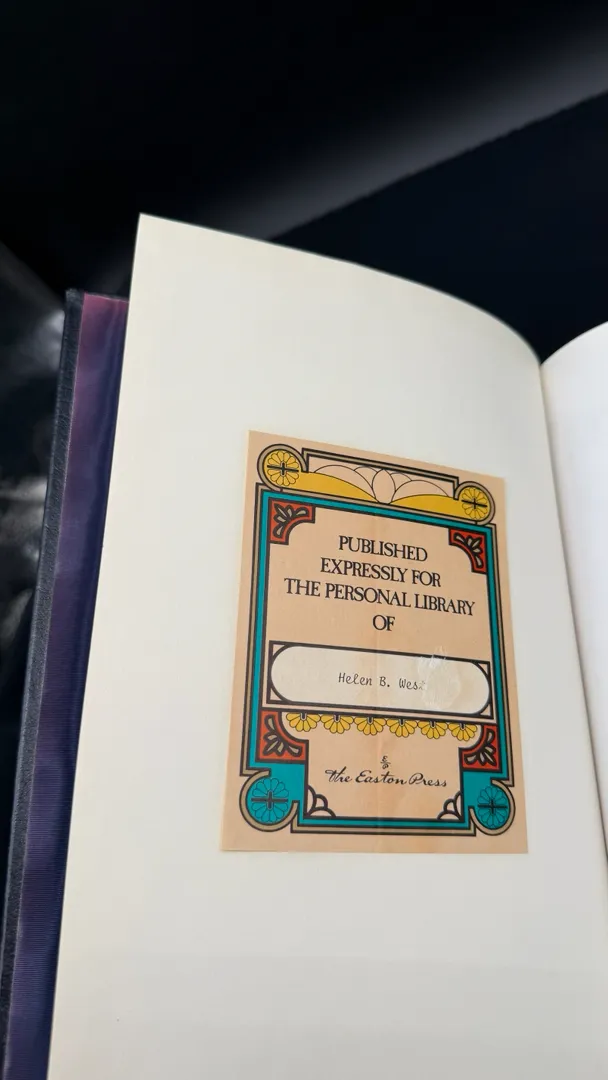 PUBLISHED
EXPRESSLY FOR
THE PERSONAL LIBRARY
OF
Helen B.
The Easton Press